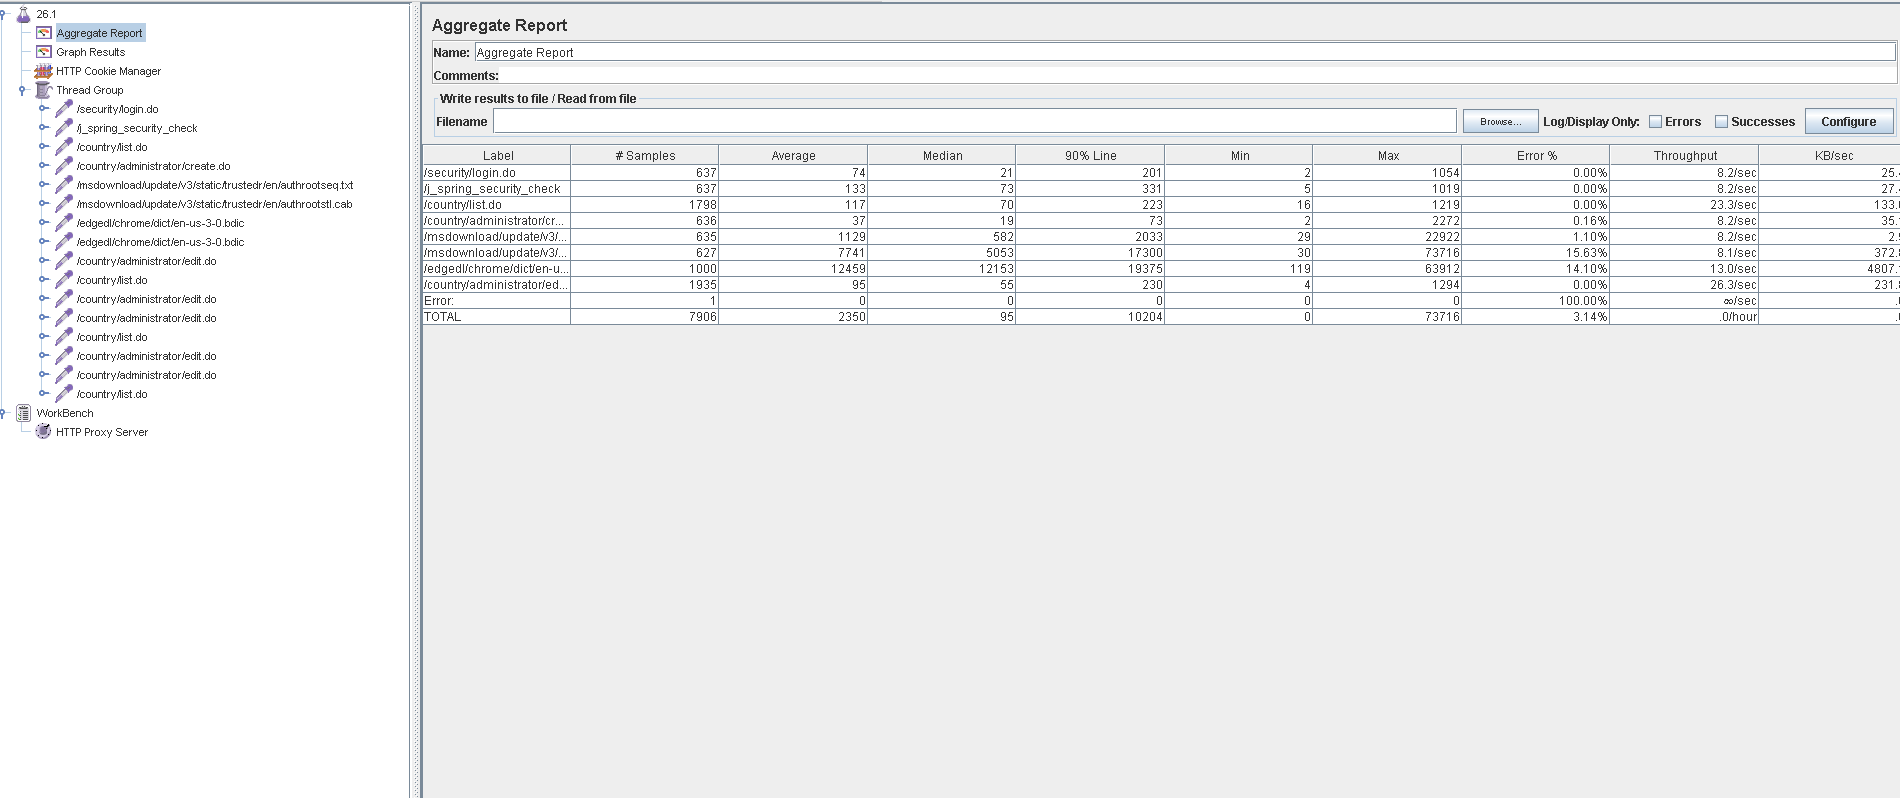 26.1
Aggregate Report
Graph Results
HTTP Cookie Manager
Thread Group
/security/login.do
/j_spring_security_check
/country/list.do
/country/administrator/create.do
/msdownload/update/v3/static/trustedr/en/authrootseq.txt
/msdownload/update/v3/static/trustedr/en/authrootstl.cab
/edgedl/chrome/dict/en-us-3-0.bdic
/edgedl/chrome/dict/en-us-3-0.bdic
/country/administrator/edit.do
/country/list.do
/country/administrator/edit.do
/country/administrator/edit.do
/country/list.do
/country/administrator/edit.do
/country/administrator/edit.do
/country/list.do
WorkBench
HTTP Proxy Server
Aggregate Report
Name: Aggregate Report
Comments:
Write results to file / Read from file
Filename Browse... Log/Display Only: Errors Successes Configure
Label # Samples Average Median 90% Line Min Max Error % Throughput KB/sec
/security/login.do 637 74 21 201 2 1054 0.00% 8.2/sec 25.
/j_spring_security_check 637 133 73 331 5 1019 0.00% 8.2/sec 27.
/country/list.do 1798 117 70 223 16 1219 0.00% 23.3/sec 133.
/country/administrator/cr... 636 37 19 73 2 2272 0.16% 8.2/sec 35.
/msdownload/update/v3/... 635 1129 582 2033 29 22922 1.10% 8.2/sec 2.
/msdownload/update/v3/... 627 7741 5053 17300 30 73716 15.63% 8.1/sec 372.
/edgedl/chrome/dict/en-u... 1000 12459 12153 19375 119 63912 14.10% 13.0/sec 4807.
/country/administrator/ed... 1935 95 55 230 4 1294 0.00% 26.3/sec 231.
Error: 1 0 0 0 0 0 100.00% ∞/sec .
TOTAL 7906 2350 95 10204 0 73716 3.14% .0/hour .